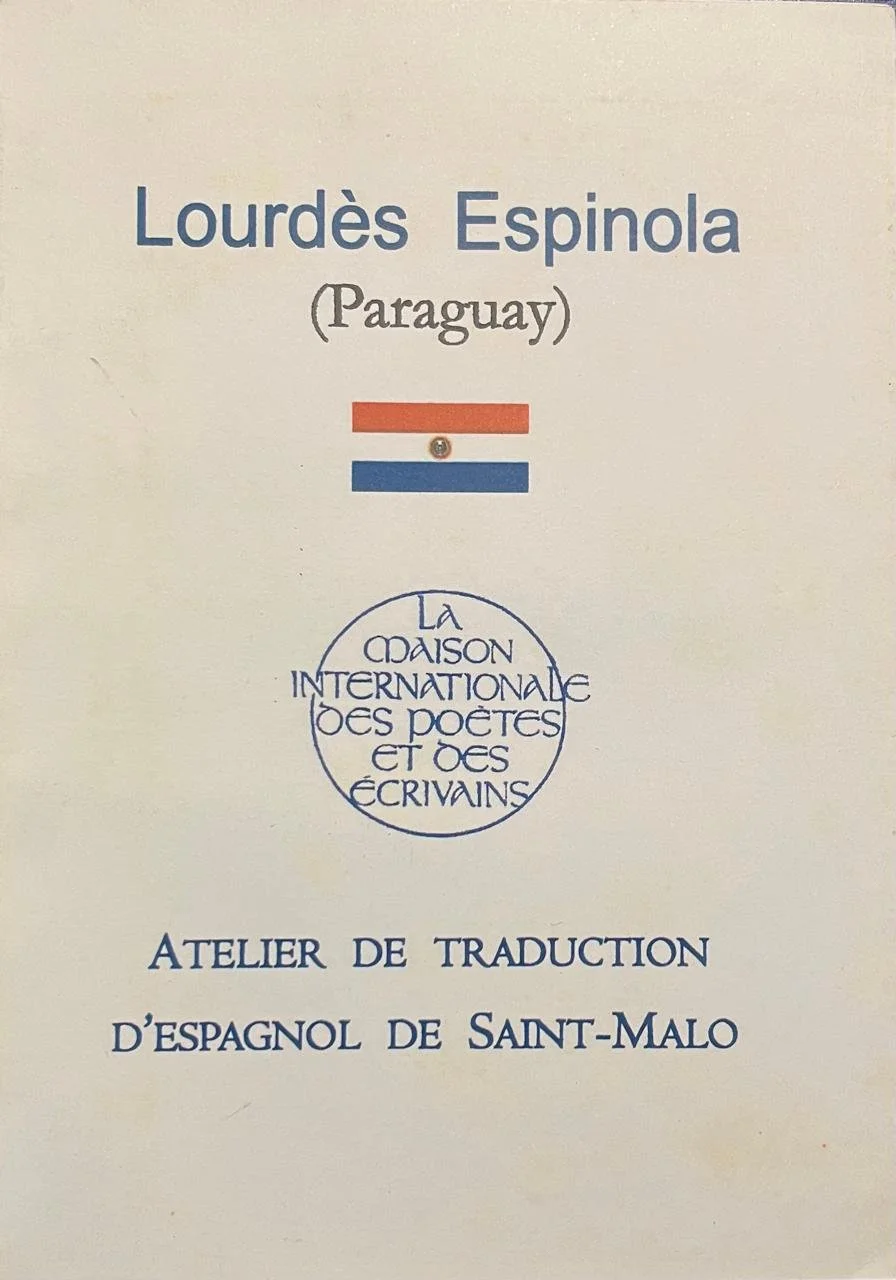 Lourdès Espinola
(Paraguay)
La
maison
internationale
des poètes
et des
écrivains
Atelier de traduction
d'espagnol de Saint-Malo